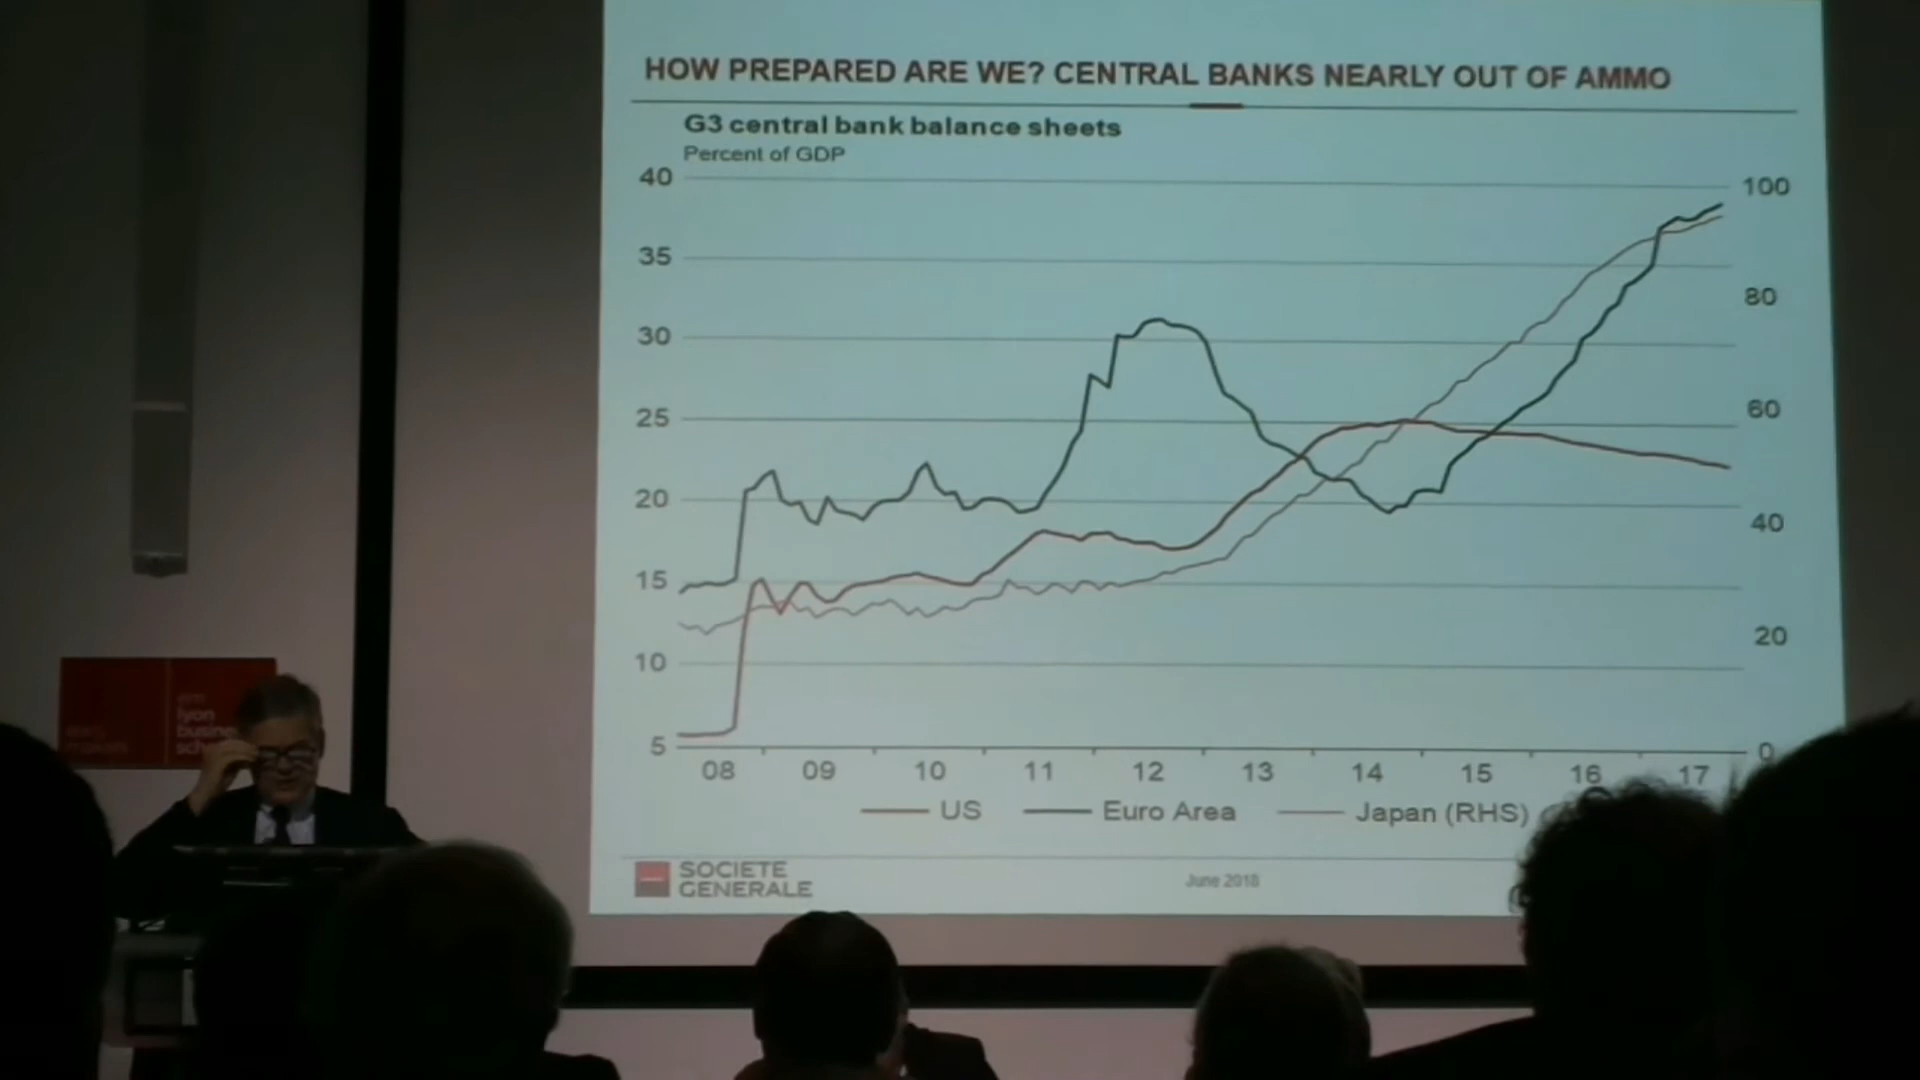 HOW PREPARED ARE WE? CENTRAL BANKS NEARLY OUT OF AMMO
G3 central bank balance sheets
Percent of GDP
40
35
30
25
20
15
10
5
100
80
60
40
20
0
08 09 10 11 12 13 14 15 16 17
US Euro Area Japan (RHS)
SOCIETE
GENERALE
June 2018
lyon